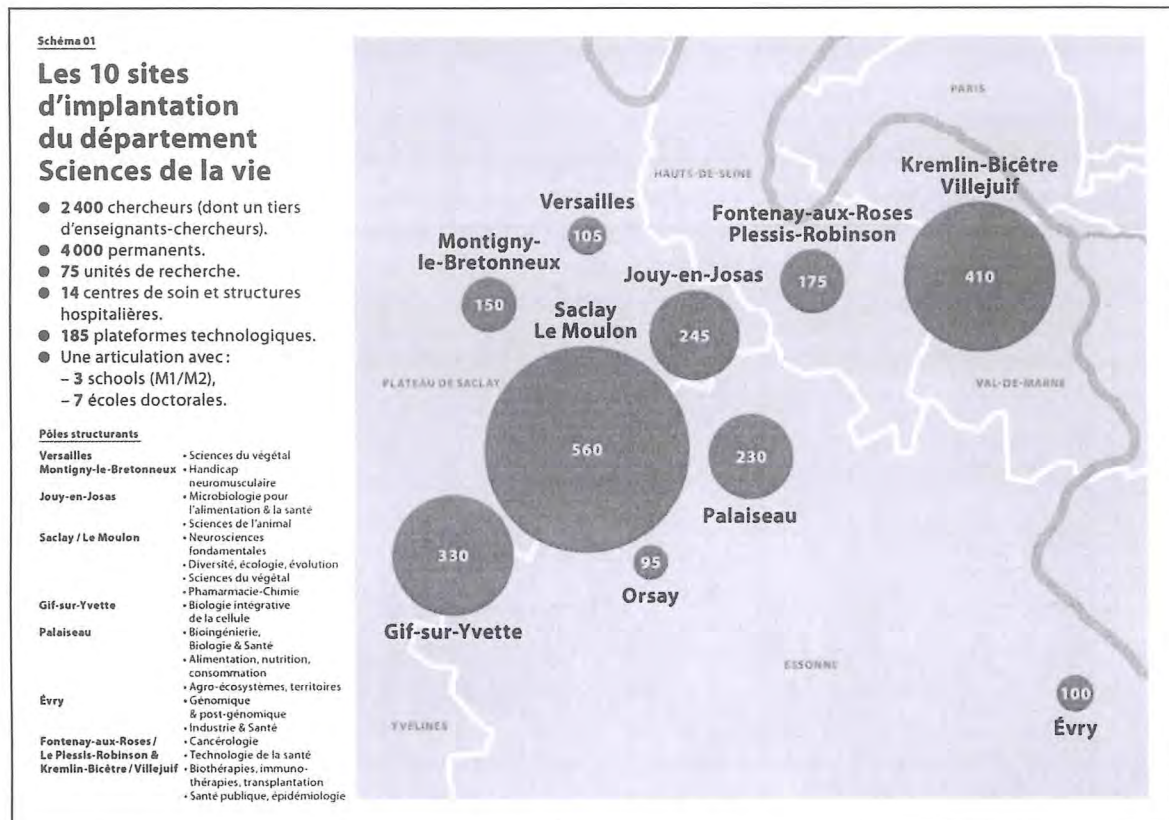 Schéma 01
Les 10 sites
d'implantation
du département
Sciences de la vie
● 2 400 chercheurs (dont un tiers
d'enseignants-chercheurs).
● 4 000 permanents.
● 75 unités de recherche.
● 14 centres de soin et structures
hospitalières.
● 185 plateformes technologiques.
● Une articulation avec :
– 3 schools (M1/M2),
– 7 écoles doctorales.
Pôles structurants
Versailles • Sciences du végétal
Montigny-le-Bretonneux • Handicap
neuromusculaire
Jouy-en-Josas • Microbiologie pour
l'alimentation & la santé
• Sciences de l'animal
Saclay / Le Moulon • Neurosciences
fondamentales
• Diversité, écologie, évolution
• Sciences du végétal
• Phamarmacie-Chimie
Gif-sur-Yvette • Biologie intégrative
de la cellule
Palaiseau • Bioingénierie,
Biologie & Santé
• Alimentation, nutrition,
consommation
• Agro-écosystèmes, territoires
Évry • Génomique
& post-génomique
• Industrie & Santé
Fontenay-aux-Roses / • Cancérologie
Le Plessis-Robinson & • Technologie de la santé
Kremlin-Bicêtre / Villejuif • Biothérapies, immuno-
thérapies, transplantation
• Santé publique, épidémiologie
PARIS
HAUTS-DE-SEINE
Kremlin-Bicêtre
Villejuif
410
Versailles
105
Fontenay-aux-Roses
Plessis-Robinson
175
Montigny-
le-Bretonneux
150
Jouy-en-Josas
245
Saclay
Le Moulon
560
PLATEAU DE SACLAY
VAL-DE-MARNE
230
Palaiseau
330
Gif-sur-Yvette
95
Orsay
ESSONNE
YVELINES
100
Évry